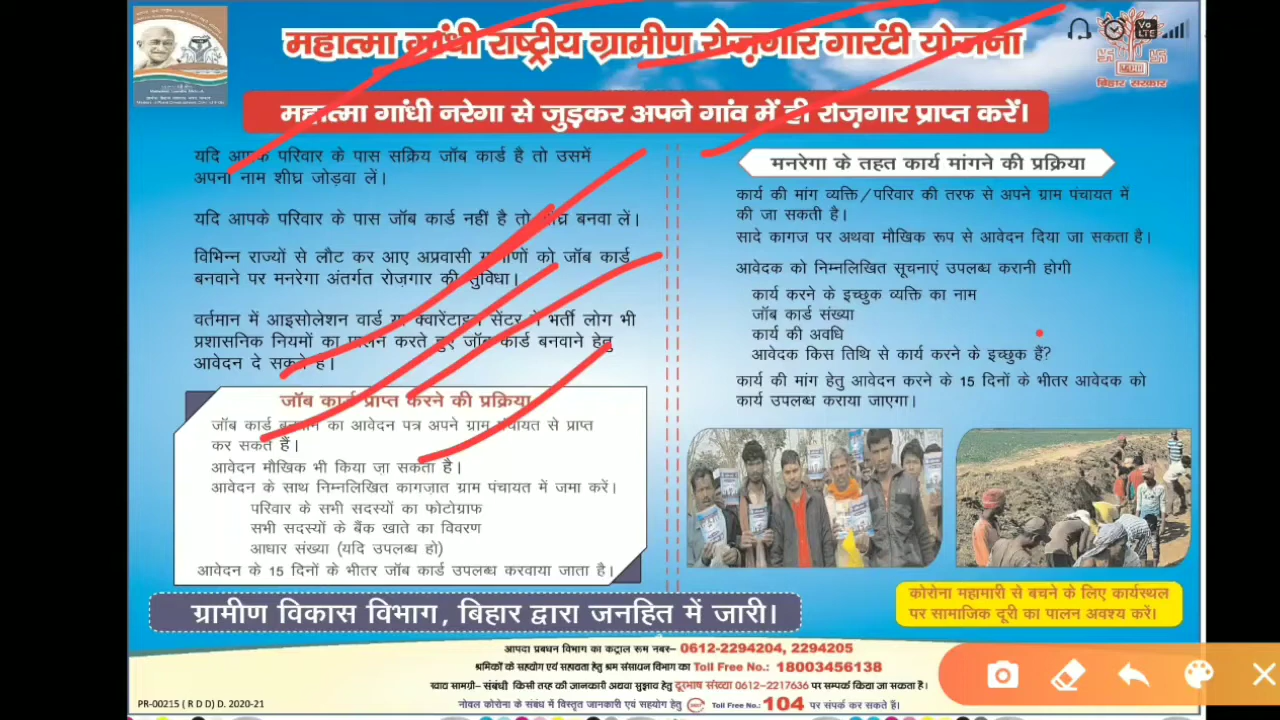 महात्मा गांधी राष्ट्रीय ग्रामीण रोज़गार गारंटी योजना
VoLTE
बिहार सरकार
महात्मा गांधी नरेगा से जुड़कर अपने गांव में ही रोज़गार प्राप्त करें।
यदि आपके परिवार के पास सक्रिय जॉब कार्ड है तो उसमें
अपना नाम शीघ्र जोड़वा लें।
यदि आपके परिवार के पास जॉब कार्ड नहीं है तो शीघ्र बनवा लें।
विभिन्न राज्यों से लौट कर आए अप्रवासी ग्रामीणों को जॉब कार्ड
बनवाने पर मनरेगा अंतर्गत रोज़गार की सुविधा।
वर्तमान में आइसोलेशन वार्ड या क्वारेंटाइन सेंटर में भर्ती लोग भी
प्रशासनिक नियमों का पालन करते हुए जॉब कार्ड बनवाने हेतु
आवेदन दे सकते हैं।
जॉब कार्ड प्राप्त करने की प्रक्रिया
जॉब कार्ड बनवाने का आवेदन पत्र अपने ग्राम पंचायत से प्राप्त
कर सकते हैं।
आवेदन मौखिक भी किया जा सकता है।
आवेदन के साथ निम्नलिखित कागज़ात ग्राम पंचायत में जमा करें।
परिवार के सभी सदस्यों का फोटोग्राफ
सभी सदस्यों के बैंक खाते का विवरण
आधार संख्या (यदि उपलब्ध हो)
आवेदन के 15 दिनों के भीतर जॉब कार्ड उपलब्ध करवाया जाता है।
मनरेगा के तहत कार्य मांगने की प्रक्रिया
कार्य की मांग व्यक्ति/परिवार की तरफ से अपने ग्राम पंचायत में
की जा सकती है।
सादे कागज पर अथवा मौखिक रूप से आवेदन दिया जा सकता है।
आवेदक को निम्नलिखित सूचनाएं उपलब्ध करानी होगी
कार्य करने के इच्छुक व्यक्ति का नाम
जॉब कार्ड संख्या
कार्य की अवधि
आवेदक किस तिथि से कार्य करने के इच्छुक हैं?
कार्य की मांग हेतु आवेदन करने के 15 दिनों के भीतर आवेदक को
कार्य उपलब्ध कराया जाएगा।
कोरोना महामारी से बचने के लिए कार्यस्थल
पर सामाजिक दूरी का पालन अवश्य करें।
ग्रामीण विकास विभाग, बिहार द्वारा जनहित में जारी।
आपदा प्रबंधन विभाग का कंट्रोल रूम नंबर– 0612-2294204, 2294205
श्रमिकों के सहयोग एवं सहायता हेतु श्रम संसाधन विभाग का Toll Free No.: 18003456138
खाद्य सामग्री– संबंधी किसी तरह की जानकारी अथवा सुझाव हेतु दूरभाष संख्या 0612-2217636 पर सम्पर्क किया जा सकता है।
नोवल कोरोना के संबंध में विस्तृत जानकारी एवं सहयोग हेतु Toll Free No.: 104 पर संपर्क कर सकते हैं।
PR-00215 ( R D D) D. 2020-21